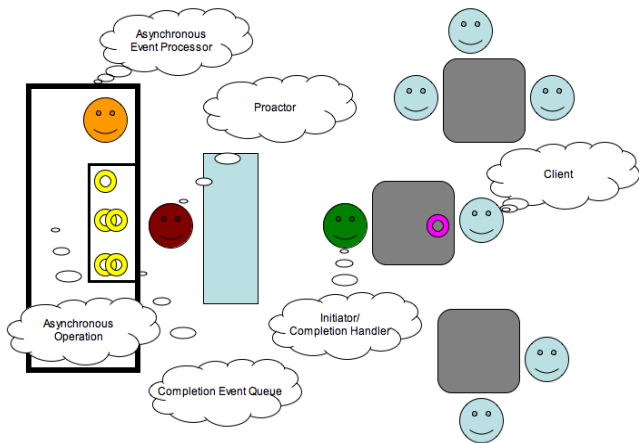 Asynchronous
Event Processor
Proactor
Client
Asynchronous
Operation
Initiator/
Completion Handler
Completion Event Queue